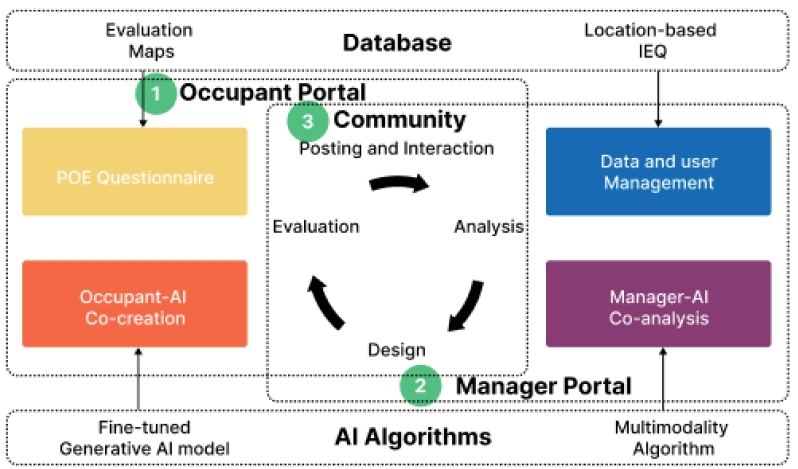 Evaluation
Maps
Database
Location-based
IEQ
1 Occupant Portal
3 Community
Posting and Interaction
POE Questionnaire
Data and user
Management
Evaluation
Analysis
Occupant-AI
Co-creation
Manager-AI
Co-analysis
Design
2 Manager Portal
Fine-tuned
Generative AI model
AI Algorithms
Multimodality
Algorithm